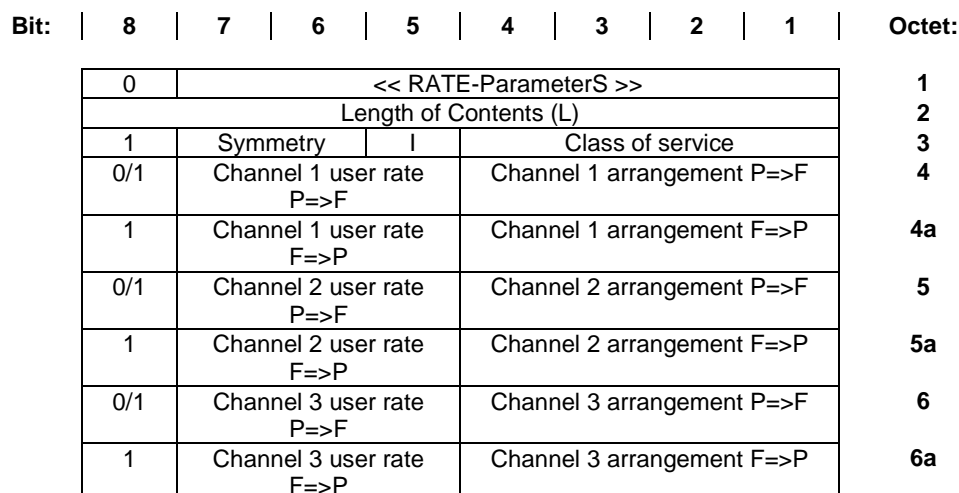 Bit: 8 7 6 5 4 3 2 1 Octet:
0 << RATE-ParameterS >> 1
Length of Contents (L) 2
1 Symmetry I Class of service 3
0/1 Channel 1 user rate Channel 1 arrangement P=>F 4
P=>F
1 Channel 1 user rate Channel 1 arrangement F=>P 4a
F=>P
0/1 Channel 2 user rate Channel 2 arrangement P=>F 5
P=>F
1 Channel 2 user rate Channel 2 arrangement F=>P 5a
F=>P
0/1 Channel 3 user rate Channel 3 arrangement P=>F 6
P=>F
1 Channel 3 user rate Channel 3 arrangement F=>P 6a
F=>P